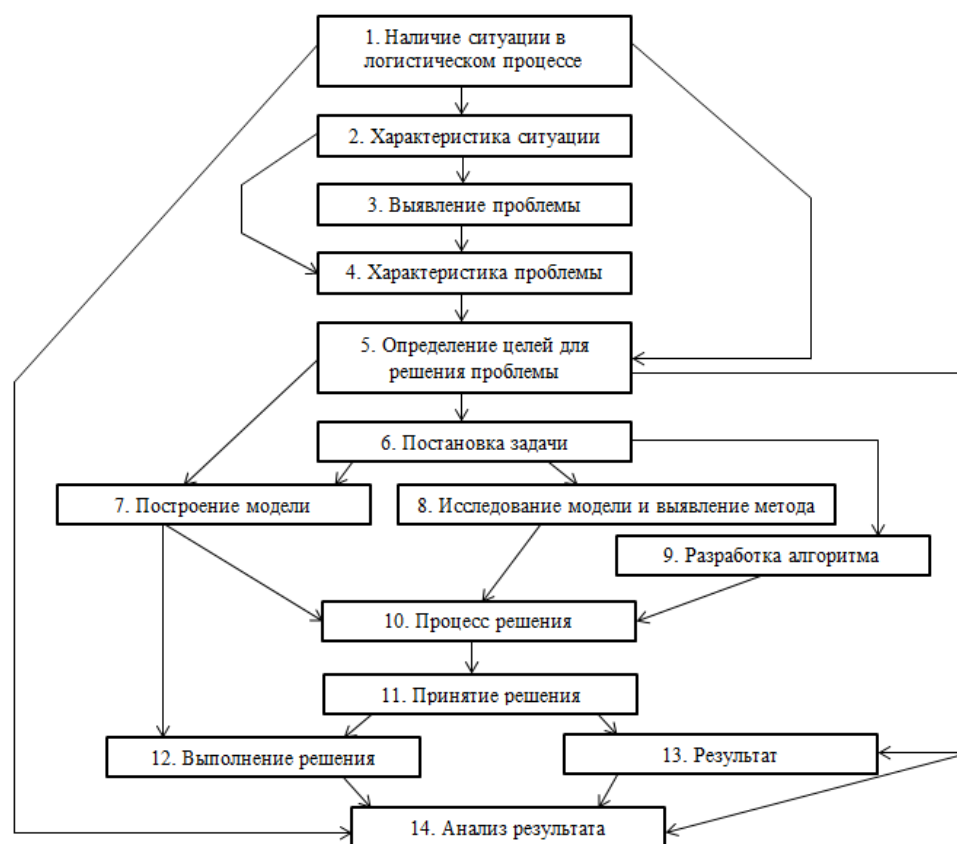 1. Наличие ситуации в
логистическом процессе
2. Характеристика ситуации
3. Выявление проблемы
4. Характеристика проблемы
5. Определение целей для
решения проблемы
6. Постановка задачи
7. Построение модели
8. Исследование модели и выявление метода
9. Разработка алгоритма
10. Процесс решения
11. Принятие решения
12. Выполнение решения
13. Результат
14. Анализ результата